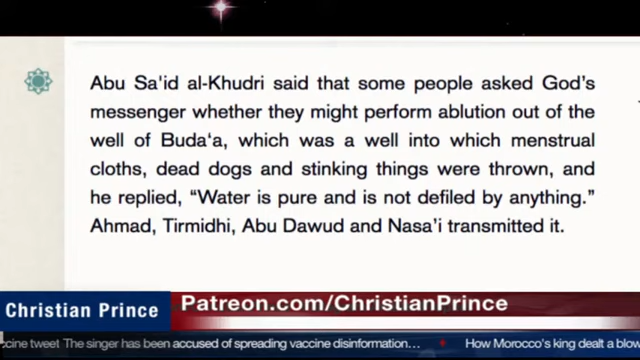 Abu Sa'id al-Khudri said that some people asked God's
messenger whether they might perform ablution out of the
well of Buda‘a, which was a well into which menstrual
cloths, dead dogs and stinking things were thrown, and
he replied, “Water is pure and is not defiled by anything.”
Ahmad, Tirmidhi, Abu Dawud and Nasa’i transmitted it.
Christian Prince
Patreon.com/ChristianPrince
ccine tweet The singer has been accused of spreading vaccine disinformation… How Morocco's king dealt a blow